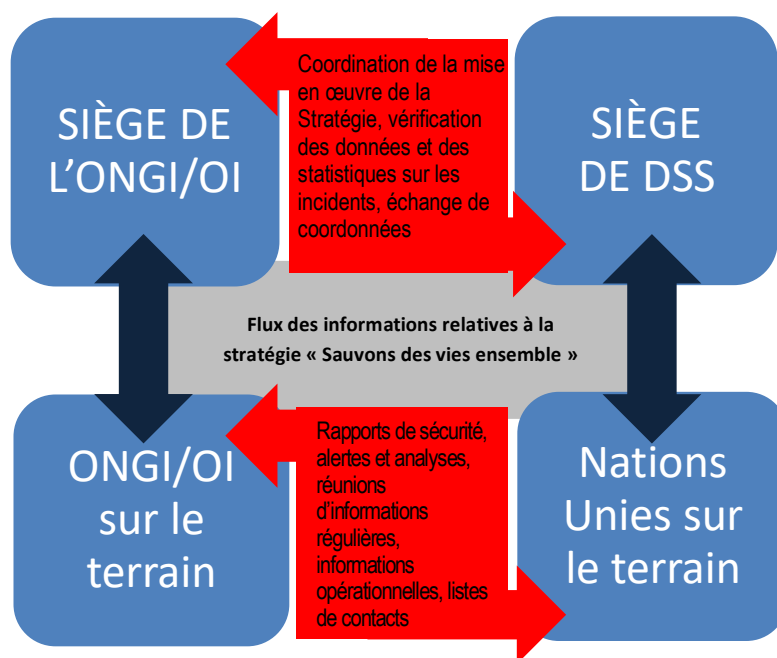 SIÈGE DE
L’ONGI/OI
Coordination de la mise
en œuvre de la
Stratégie, vérification
des données et des
statistiques sur les
incidents, échange de
coordonnées
SIÈGE
DE DSS
Flux des informations relatives à la
stratégie « Sauvons des vies ensemble »
ONGI/OI
sur le
terrain
Rapports de sécurité,
alertes et analyses,
réunions
d’informations
régulières,
informations
opérationnelles, listes
de contacts
Nations
Unies sur
le terrain